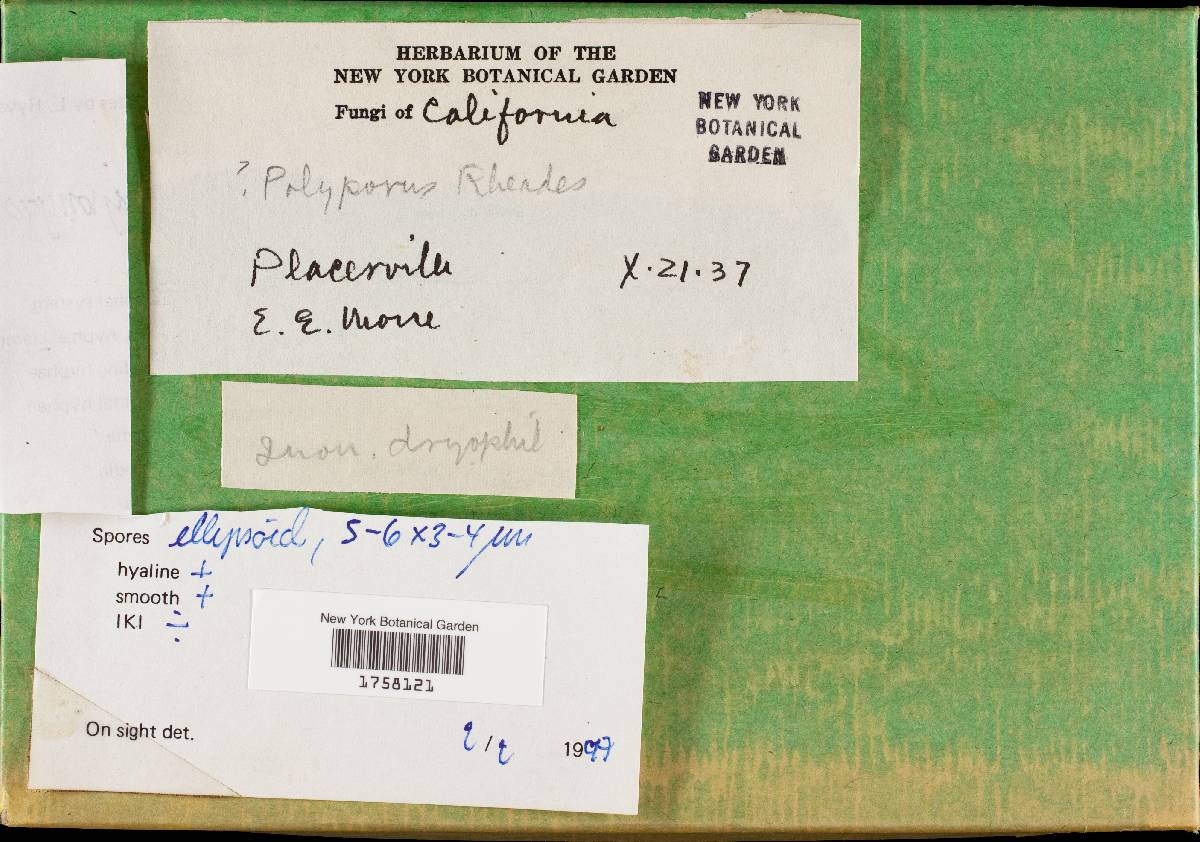 HERBARIUM OF THE
NEW YORK BOTANICAL GARDEN
Fungi of California
NEW YORK
BOTANICAL
GARDEN
? Polyporus Rheades
Placerville
X.21.37
E. E. Morse
Inon. dryophil
Spores ellipsoid, 5-6 x 3-4 µm
hyaline +
smooth +
IKI ÷
New York Botanical Garden
1758121
On sight det.
1997